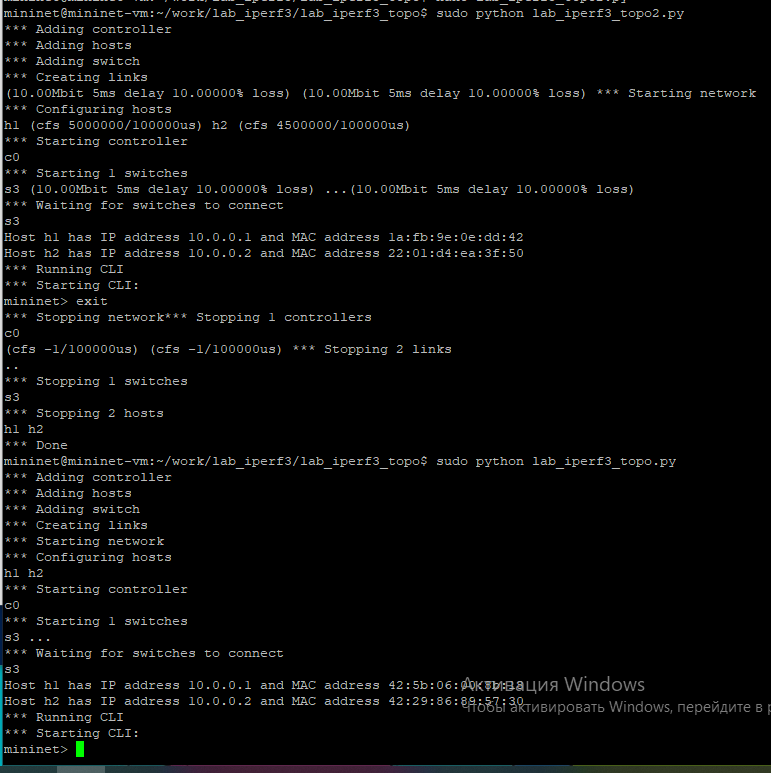 mininet@mininet-vm:~/work/lab_iperf3/lab_iperf3_topo$ sudo python lab_iperf3_topo2.py
*** Adding controller
*** Adding hosts
*** Adding switch
*** Creating links
(10.00Mbit 5ms delay 10.00000% loss) (10.00Mbit 5ms delay 10.00000% loss) *** Starting network
*** Configuring hosts
h1 (cfs 5000000/100000us) h2 (cfs 4500000/100000us)
*** Starting controller
c0
*** Starting 1 switches
s3 (10.00Mbit 5ms delay 10.00000% loss) ...(10.00Mbit 5ms delay 10.00000% loss)
*** Waiting for switches to connect
s3
Host h1 has IP address 10.0.0.1 and MAC address 1a:fb:9e:0e:dd:42
Host h2 has IP address 10.0.0.2 and MAC address 22:01:d4:ea:3f:50
*** Running CLI
*** Starting CLI:
mininet> exit
*** Stopping network*** Stopping 1 controllers
c0
(cfs -1/100000us) (cfs -1/100000us) *** Stopping 2 links
..
*** Stopping 1 switches
s3
*** Stopping 2 hosts
h1 h2
*** Done
mininet@mininet-vm:~/work/lab_iperf3/lab_iperf3_topo$ sudo python lab_iperf3_topo.py
*** Adding controller
*** Adding hosts
*** Adding switch
*** Creating links
*** Starting network
*** Configuring hosts
h1 h2
*** Starting controller
c0
*** Starting 1 switches
s3 ...
*** Waiting for switches to connect
s3
Host h1 has IP address 10.0.0.1 and MAC address
Host h2 has IP address 10.0.0.2 and MAC address
*** Running CLI
*** Starting CLI:
mininet>
Активация Windows
Чтобы активировать Windows, перейдите в